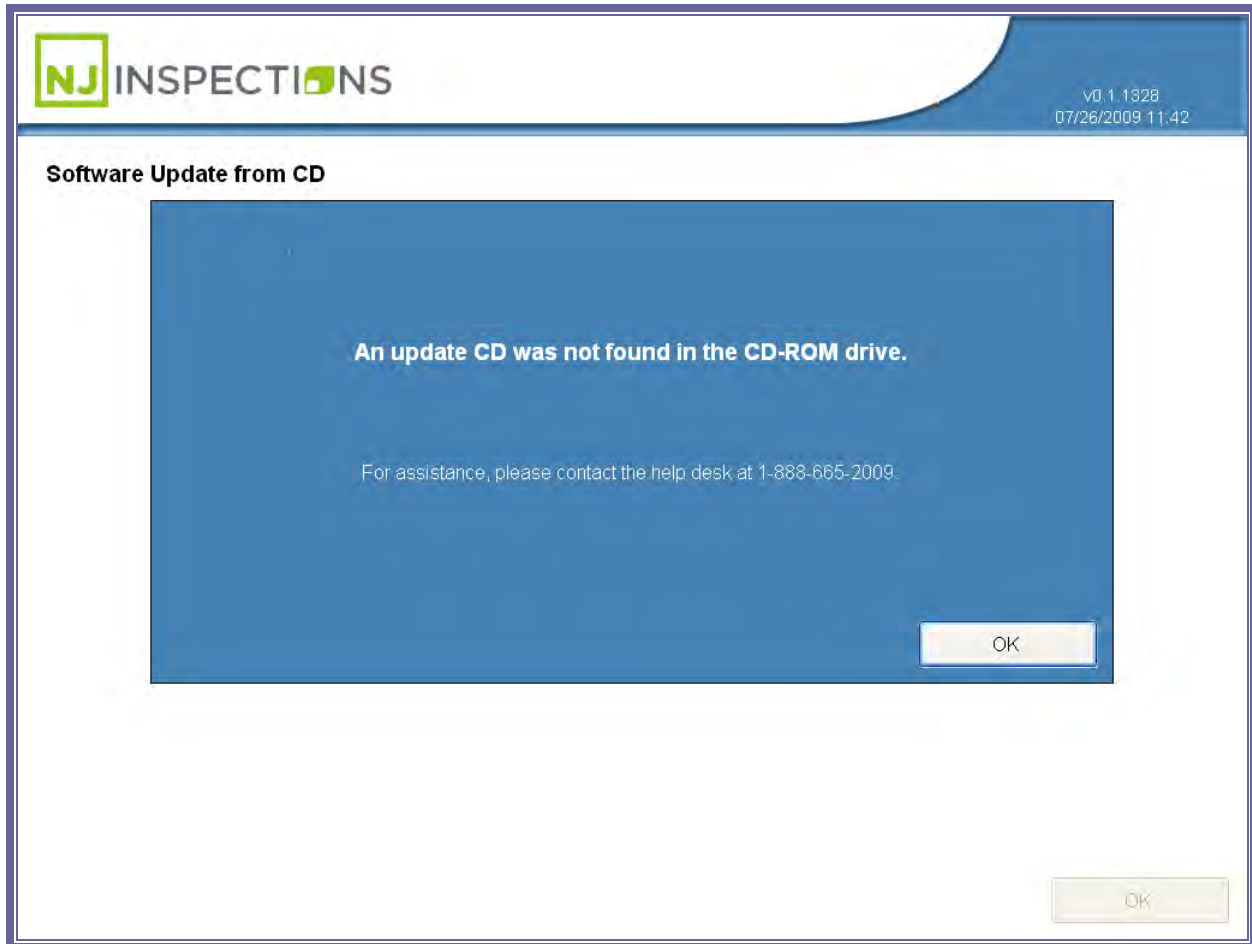 NJ INSPECTIONS
v0.1.1328
07/26/2009 11:42
Software Update from CD
An update CD was not found in the CD-ROM drive.
For assistance, please contact the help desk at 1-888-665-2009.
OK
OK